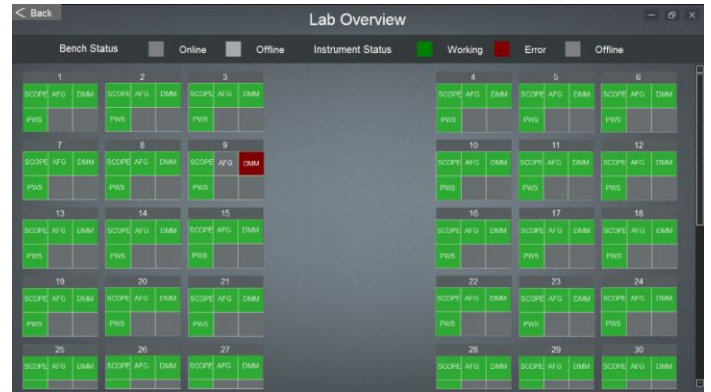 < Back
Lab Overview
Bench Status Online Offline Instrument Status Working Error Offline
1 2 3 4 5 6
SCOPE AFG DMM SCOPE AFG DMM SCOPE AFG DMM SCOPE AFG DMM SCOPE AFG DMM SCOPE AFG DMM
PWS PWS PWS PWS PWS PWS
7 8 9 10 11 12
SCOPE AFG DMM SCOPE AFG DMM SCOPE AFG DMM SCOPE AFG DMM SCOPE AFG DMM SCOPE AFG DMM
PWS PWS PWS PWS PWS PWS
13 14 15 16 17 18
SCOPE AFG DMM SCOPE AFG DMM SCOPE AFG DMM SCOPE AFG DMM SCOPE AFG DMM SCOPE AFG DMM
PWS PWS PWS PWS PWS PWS
19 20 21 22 23 24
SCOPE AFG DMM SCOPE AFG DMM SCOPE AFG DMM SCOPE AFG DMM SCOPE AFG DMM SCOPE AFG DMM
PWS PWS PWS PWS PWS PWS
25 26 27 28 29 30
SCOPE AFG DMM SCOPE AFG DMM SCOPE AFG DMM SCOPE AFG DMM SCOPE AFG DMM SCOPE AFG DMM